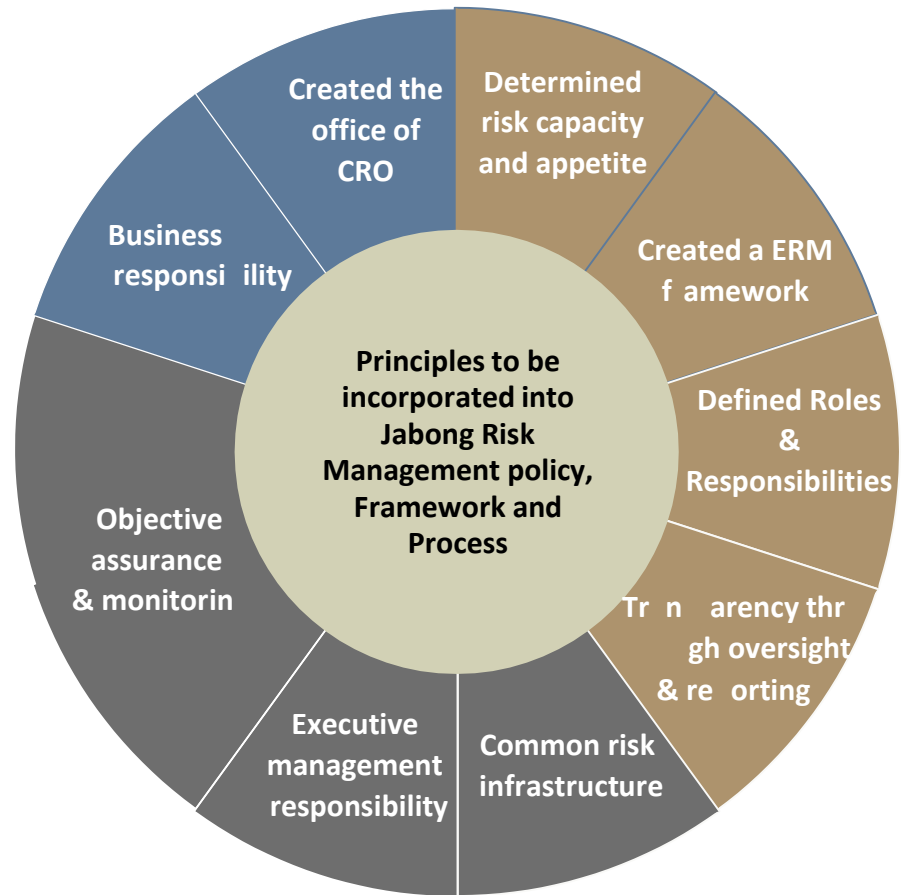 Created the
office of
CRO
Determined
risk capacity
and appetite
Created a ERM
f amework
Defined Roles
&
Responsibilities
Tr n arency thr
gh oversight
& re orting
Common risk
infrastructure
Executive
management
responsibility
Objective
assurance
& monitorin
Business
responsi ility
Principles to be
incorporated into
Jabong Risk
Management policy,
Framework and
Process